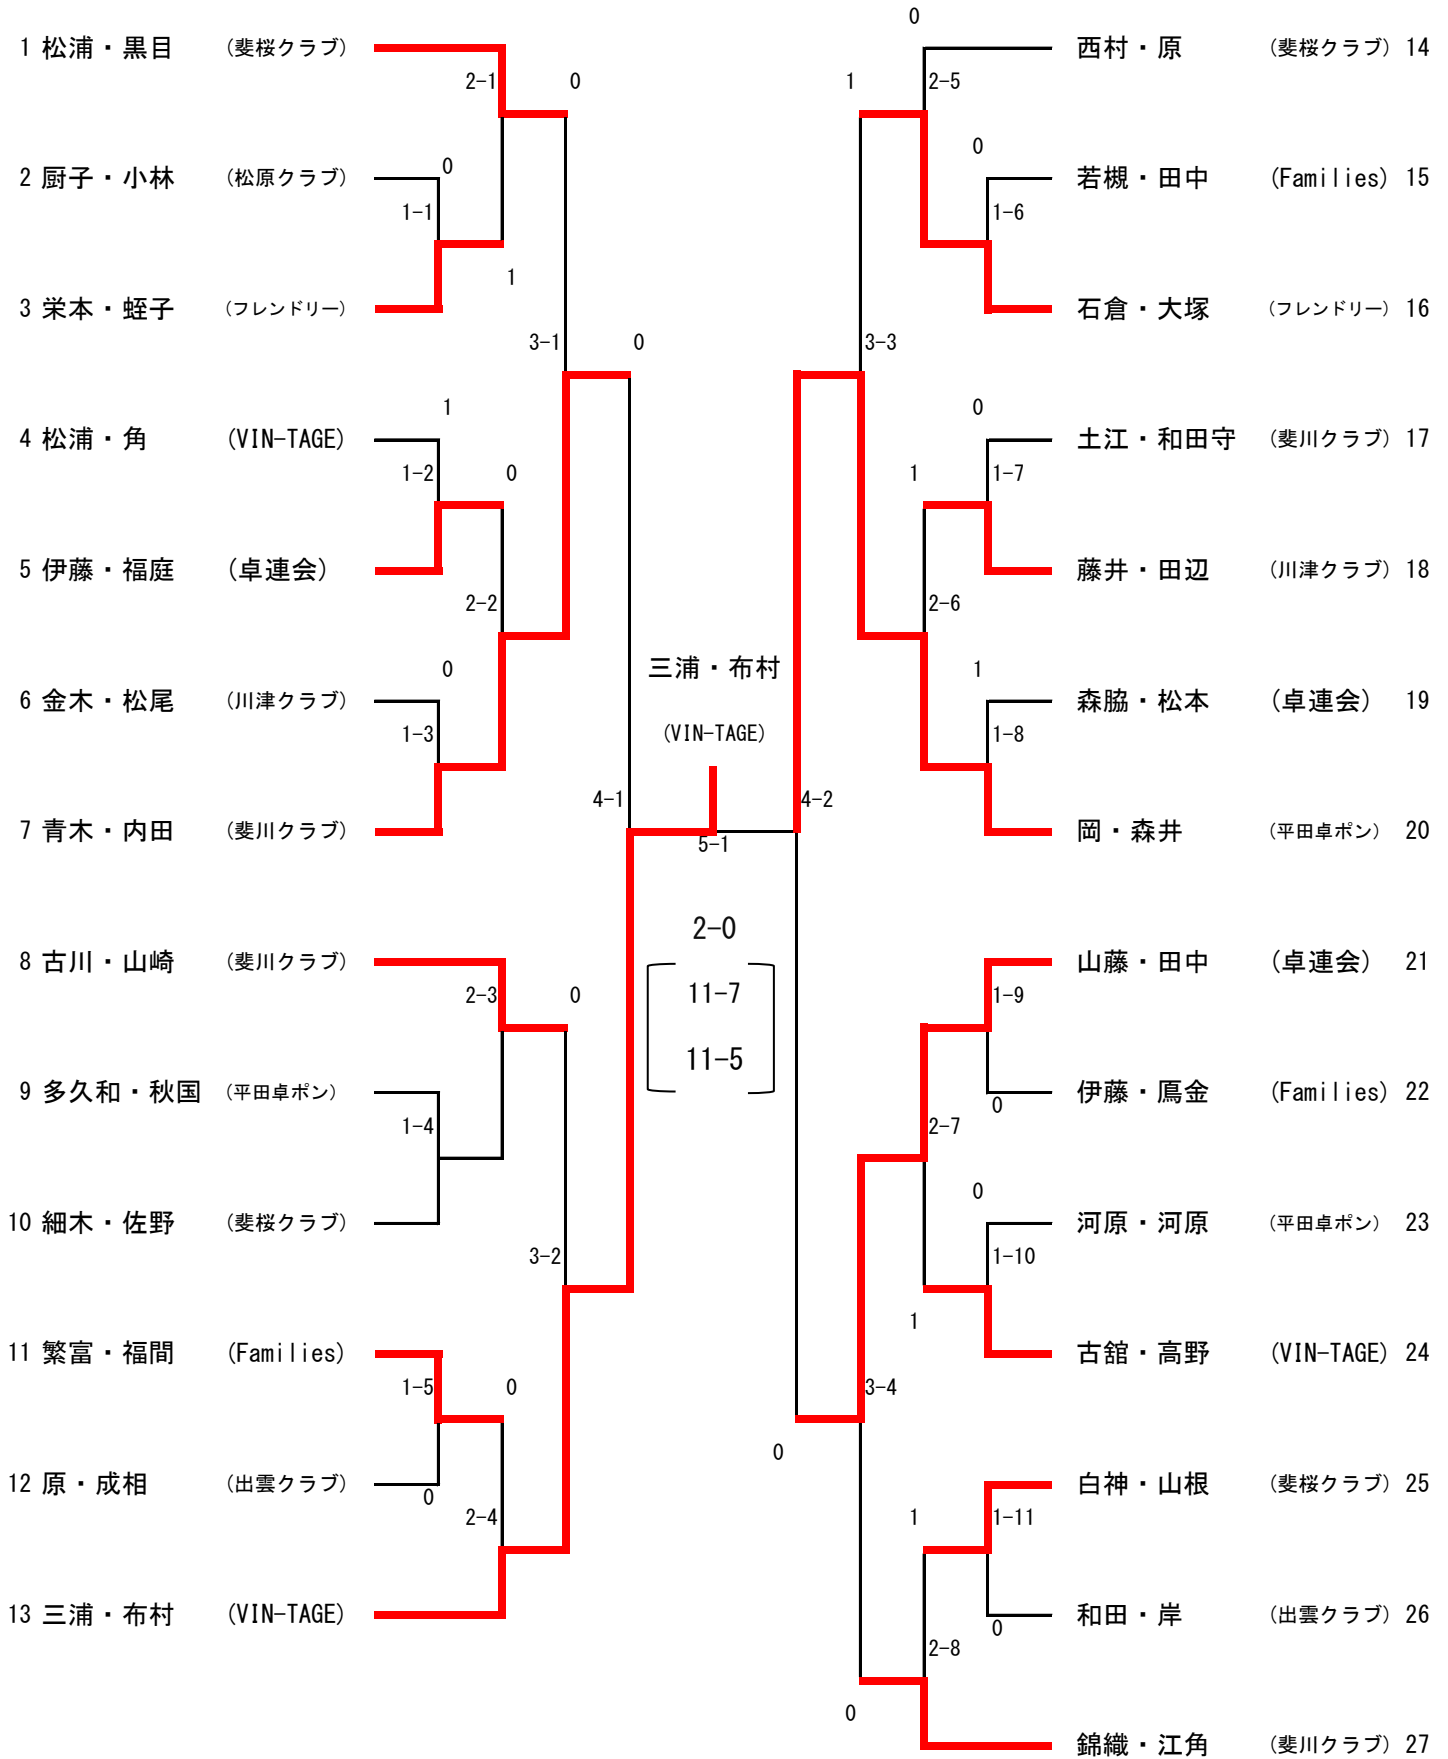 1 松浦・黒目 (斐桜クラブ)
2-1
0
2 厨子・小林 (松原クラブ)
0
1-1
1
3 栄本・蛭子 (フレンドリー)
3-1
0
4 松浦・角 (VIN-TAGE)
1
1-2
0
5 伊藤・福庭 (卓連会)
2-2
6 金木・松尾 (川津クラブ)
0
1-3
7 青木・内田 (斐川クラブ)
4-1
8 古川・山崎 (斐川クラブ)
2-3
0
9 多久和・秋国 (平田卓ポン)
1-4
10 細木・佐野 (斐桜クラブ)
3-2
11 繁富・福間 (Families)
1-5
0
12 原・成相 (出雲クラブ)
0
2-4
13 三浦・布村 (VIN-TAGE)
三浦・布村
(VIN-TAGE)
5-1
2-0
11-7
11-5
0
西村・原 (斐桜クラブ) 14
1
2-5
0
若槻・田中 (Families) 15
1-6
石倉・大塚 (フレンドリー) 16
3-3
0
土江・和田守 (斐川クラブ) 17
1
1-7
藤井・田辺 (川津クラブ) 18
2-6
1
森脇・松本 (卓連会) 19
1-8
4-2
岡・森井 (平田卓ポン) 20
山藤・田中 (卓連会) 21
1-9
伊藤・鳫金 (Families) 22
0
2-7
0
河原・河原 (平田卓ポン) 23
1-10
1
古舘・高野 (VIN-TAGE) 24
3-4
0
白神・山根 (斐桜クラブ) 25
1
1-11
和田・岸 (出雲クラブ) 26
0
2-8
0
錦織・江角 (斐川クラブ) 27